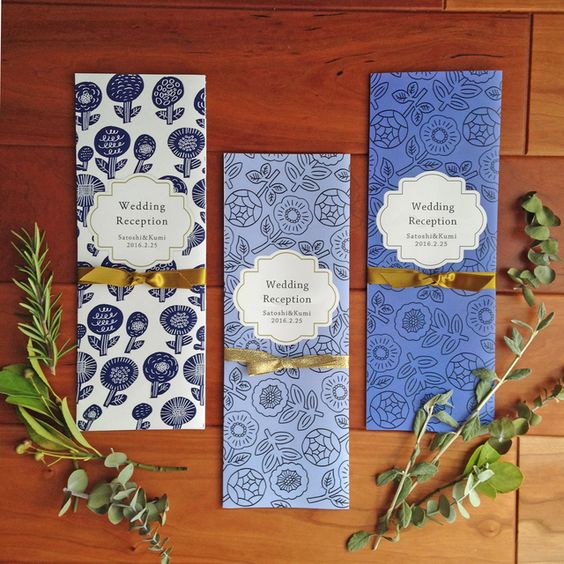 Wedding
Reception
Satoshi&Kumi
2016.2.25
Wedding
Reception
Satoshi&Kumi
2016.2.25
Wedding
Reception
Satoshi&Kumi
2016.2.25